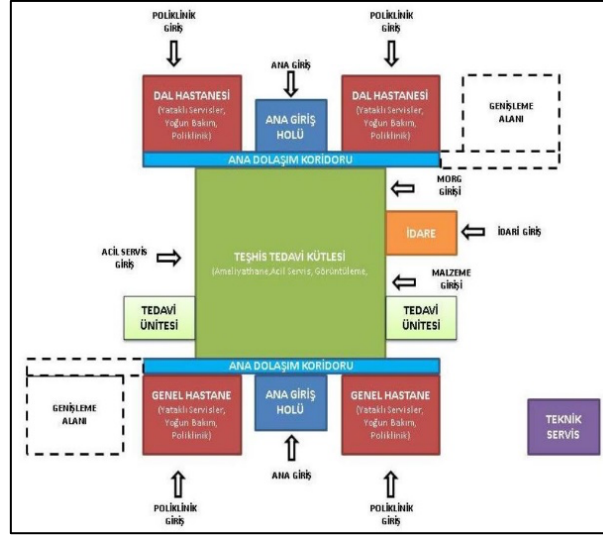 POLİKLİNİK
GİRİŞ
POLİKLİNİK
GİRİŞ
ANA GİRİŞ
DAL HASTANESİ
(Yataklı Servisler,
Yoğun Bakım,
Poliklinik)
ANA GİRİŞ
HOLÜ
DAL HASTANESİ
(Yataklı Servisler,
Yoğun Bakım,
Poliklinik)
GENİŞLEME
ALANI
ANA DOLAŞIM KORİDORU
MORG
GİRİŞİ
İDARE
İDARİ GİRİŞ
ACİL SERVİS
GİRİŞ
TEŞHİS TEDAVİ KÜTLESİ
(Ameliyathane,Acil Servis, Görüntüleme,
MALZEME
GİRİŞİ
TEDAVİ
ÜNİTESİ
TEDAVİ
ÜNİTESİ
ANA DOLAŞIM KORİDORU
GENİŞLEME
ALANI
GENEL HASTANE
(Yataklı Servisler,
Yoğun Bakım,
Poliklinik)
ANA GİRİŞ
HOLÜ
GENEL HASTANE
(Yataklı Servisler,
Yoğun Bakım,
Poliklinik)
TEKNİK
SERVİS
ANA GİRİŞ
POLİKLİNİK
GİRİŞ
POLİKLİNİK
GİRİŞ